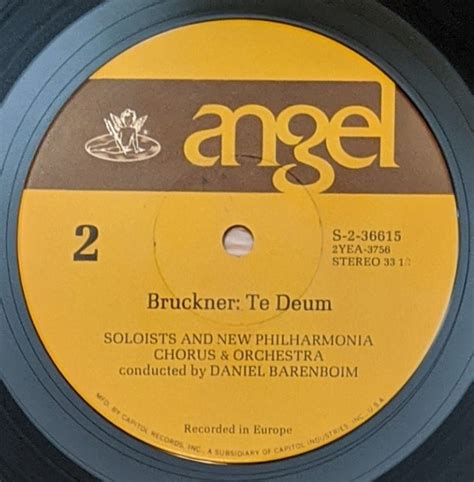 angel
2
S-2-36615
2YEA-3756
STEREO 33 1/3
Bruckner: Te Deum
SOLOISTS AND NEW PHILHARMONIA
CHORUS & ORCHESTRA
conducted by DANIEL BARENBOIM
Recorded in Europe
MFD. BY CAPITOL RECORDS, INC., A SUBSIDIARY OF CAPITOL INDUSTRIES, INC., U.S.A.